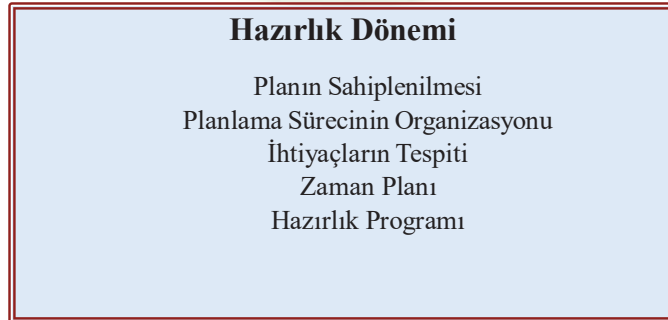 Hazırlık Dönemi
Planın Sahiplenilmesi
Planlama Sürecinin Organizasyonu
İhtiyaçların Tespiti
Zaman Planı
Hazırlık Programı